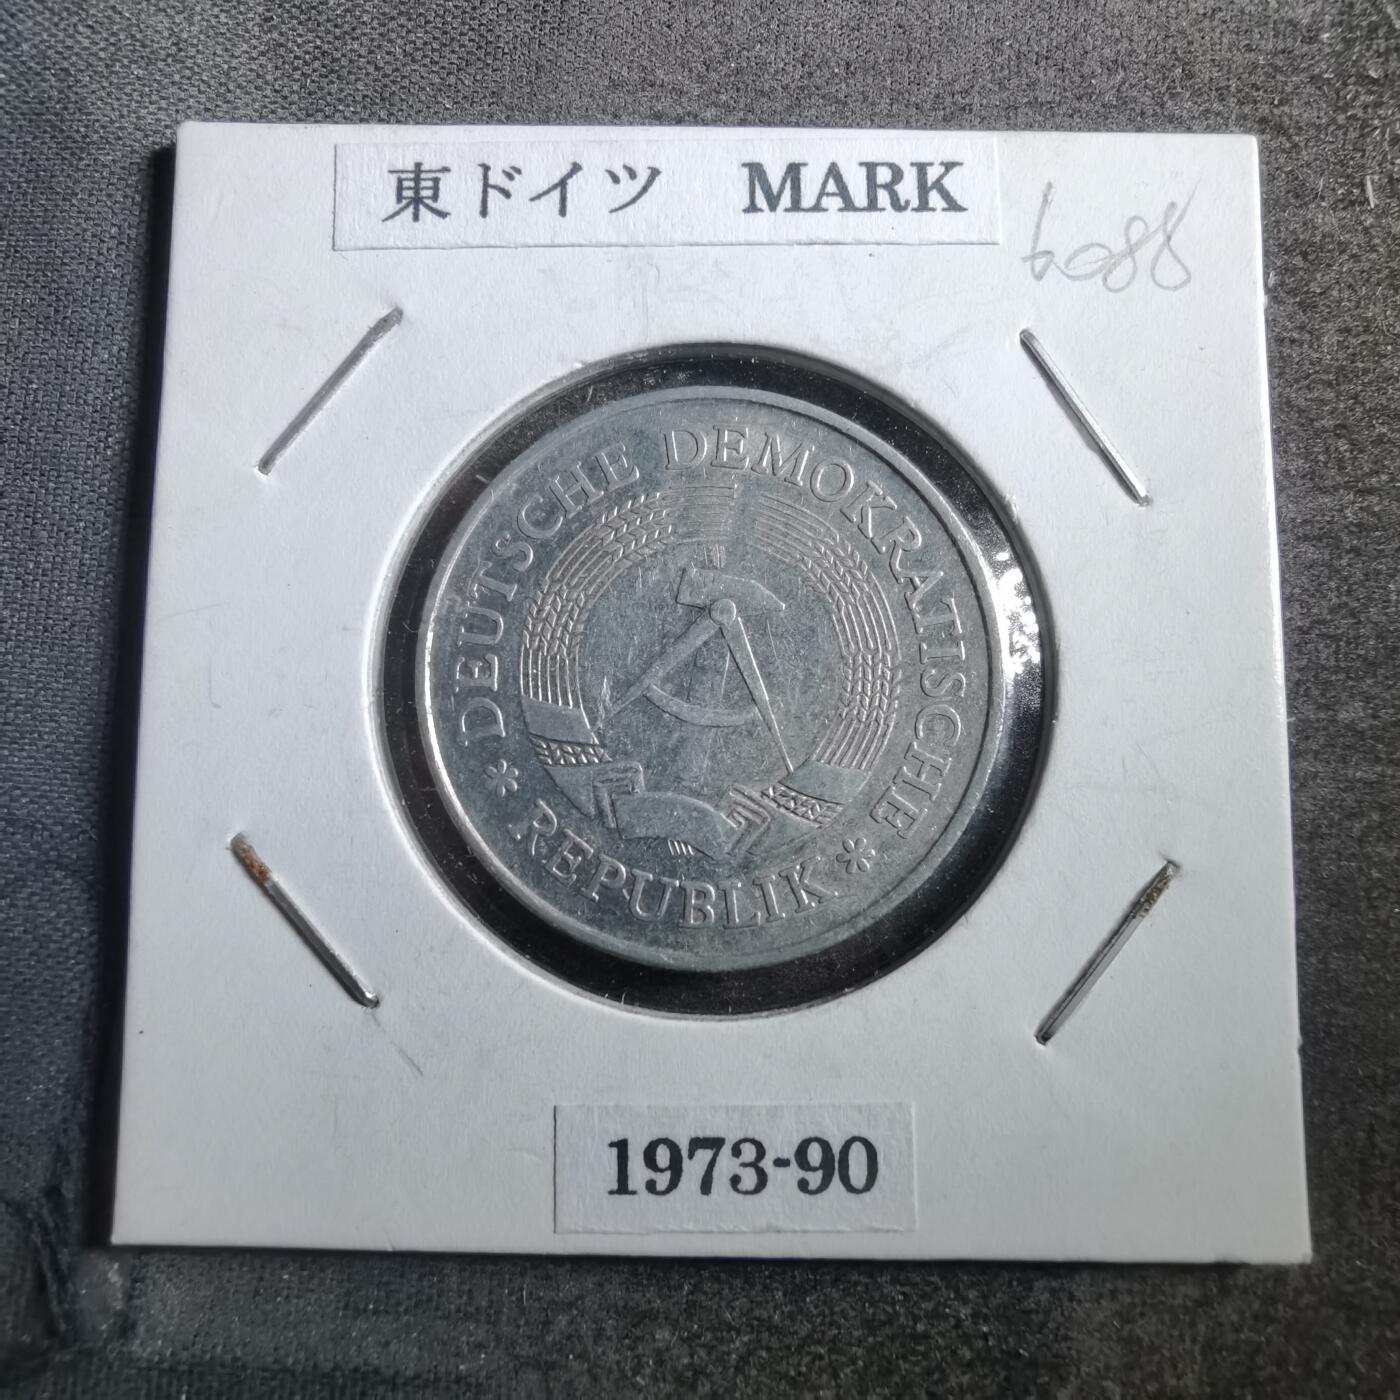 東ドイツ MARK
6088
DEUTSCHE DEMOKRATISCHE
* REPUBLIK *
1973-90